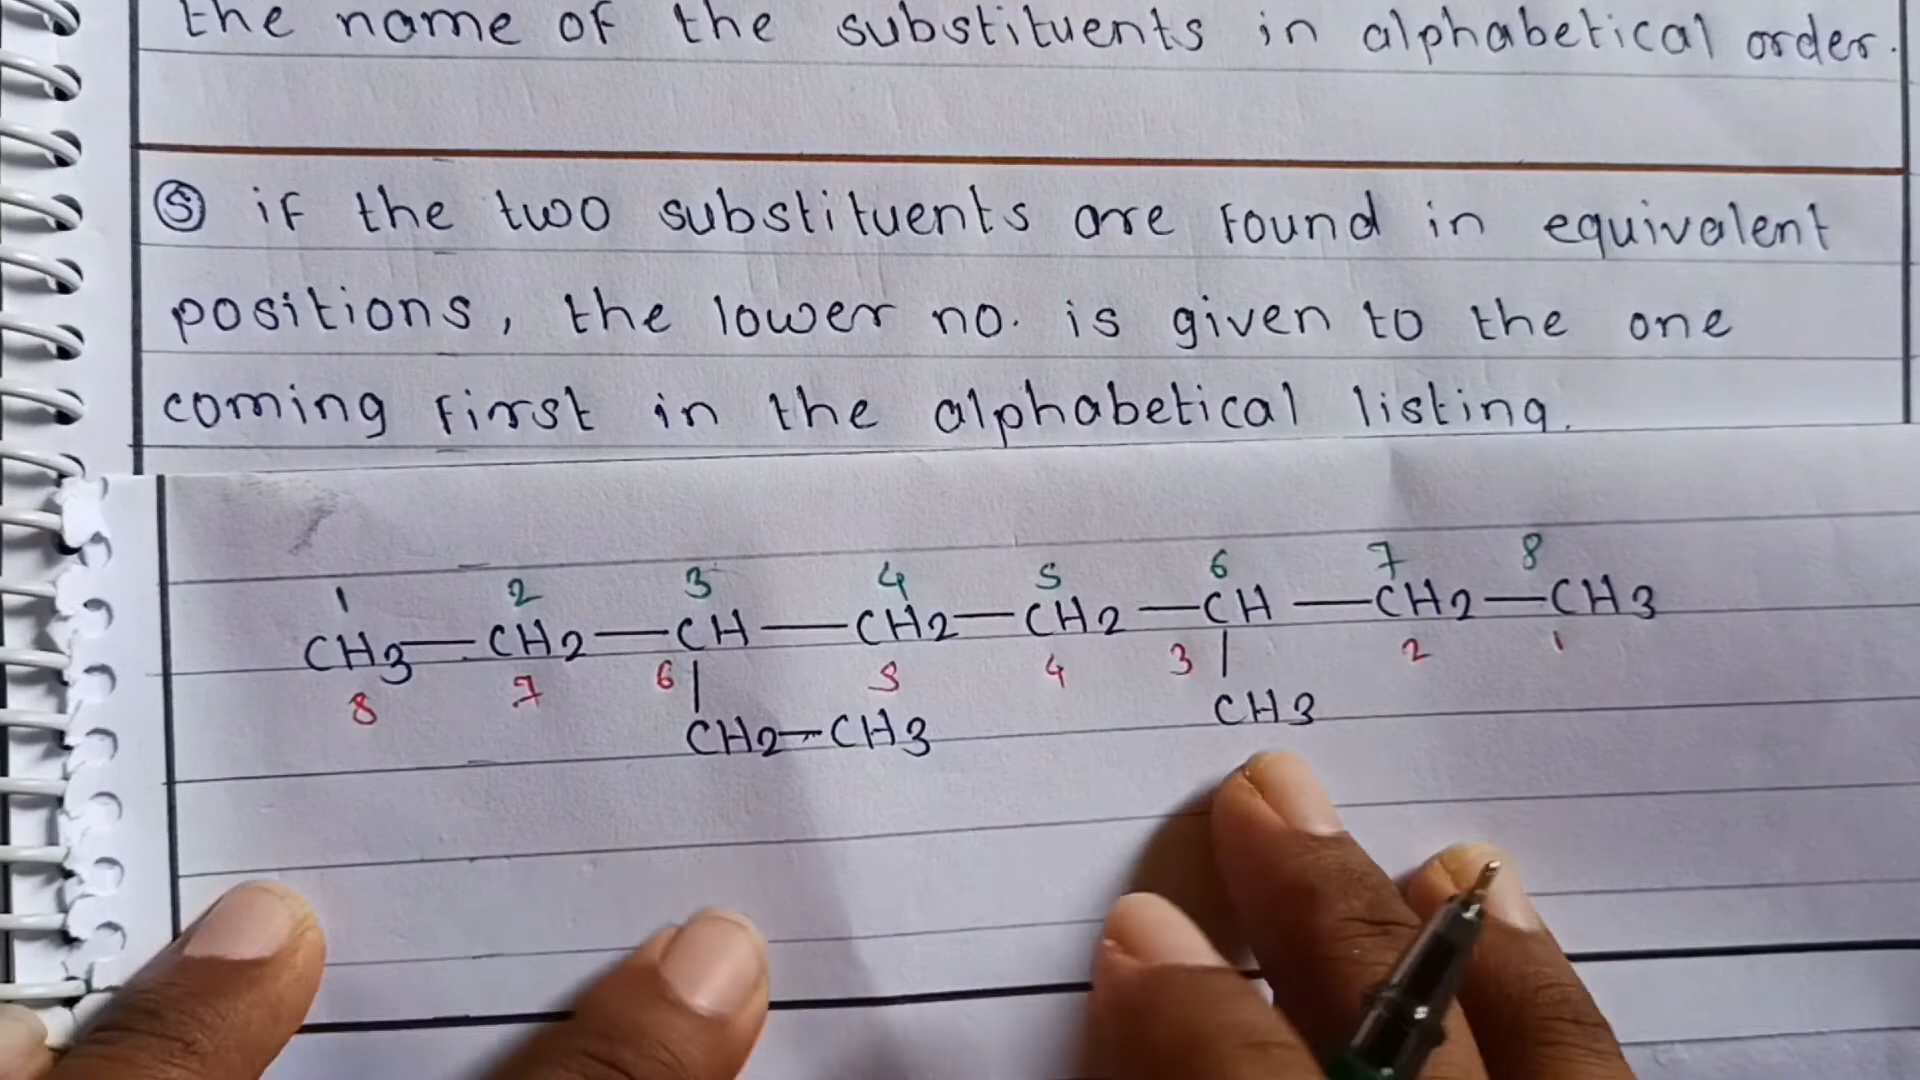 the name of the substituents in alphabetical order.
⑤ if the two substituents are found in equivalent
positions, the lower no. is given to the one
coming first in the alphabetical listing.
1 2 3 4 5 6 7 8
CH3—CH2—CH—CH2—CH2—CH—CH2—CH3
8 7 6 | 5 4 3 | 2 1
CH2—CH3 CH3